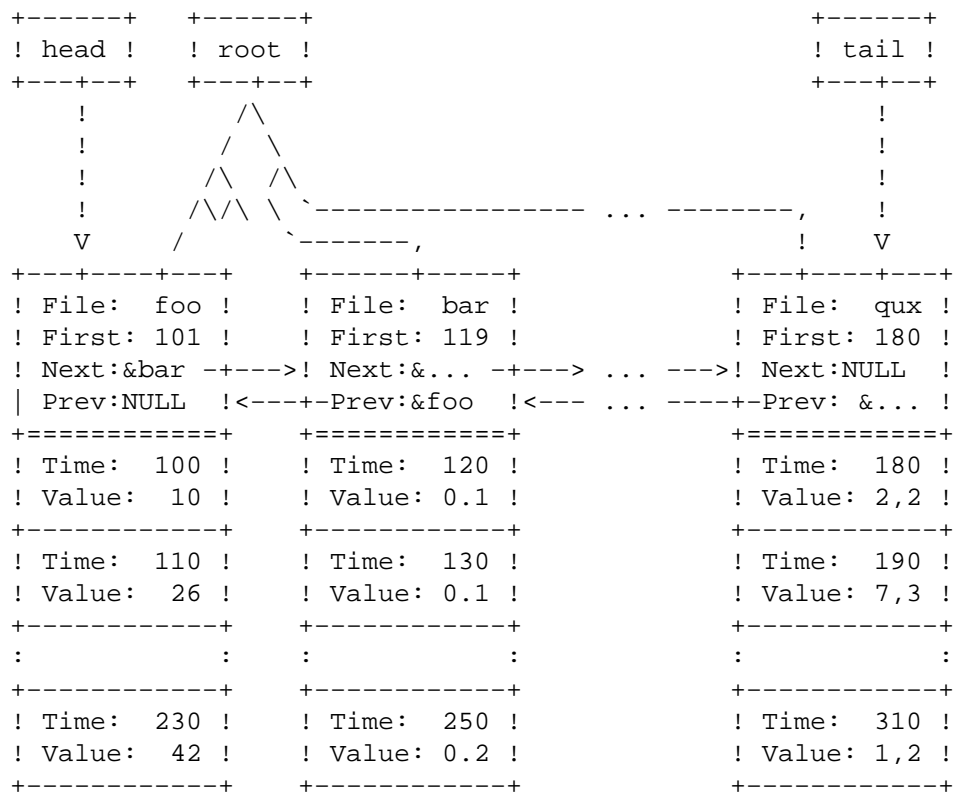 +------+   +------+                                +------+
! head !   ! root !                                ! tail !
+---+--+   +---+--+                                +---+--+
    !          /\                                      !
    !         /  \                                     !
    !        /\  /\                                    !
    !       /\/\ \ `----------------- ... --------,    !
    V      /      `-------,                       !    V
+---+----+---+    +------+-----+             +---+----+---+
! File:  foo !    ! File:  bar !             ! File:  qux !
! First: 101 !    ! First: 119 !             ! First: 180 !
! Next:&bar -+--->! Next:&... -+---> ... --->! Next:NULL  !
| Prev:NULL  !<---+-Prev:&foo  !<--- ... ----+-Prev: &... !
+============+    +============+             +============+
! Time:  100 !    ! Time:  120 !             ! Time:  180 !
! Value:  10 !    ! Value: 0.1 !             ! Value: 2,2 !
+------------+    +------------+             +------------+
! Time:  110 !    ! Time:  130 !             ! Time:  190 !
! Value:  26 !    ! Value: 0.1 !             ! Value: 7,3 !
+------------+    +------------+             +------------+
:            :    :            :             :            :
+------------+    +------------+             +------------+
! Time:  230 !    ! Time:  250 !             ! Time:  310 !
! Value:  42 !    ! Value: 0.2 !             ! Value: 1,2 !
+------------+    +------------+             +------------+